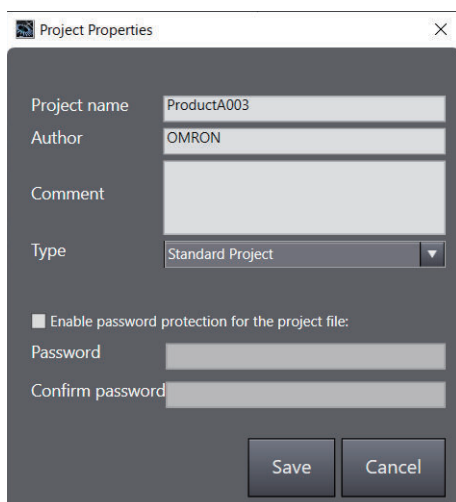 Project Properties
Project name ProductA003
Author OMRON
Comment
Type Standard Project
Enable password protection for the project file:
Password
Confirm password
Save Cancel